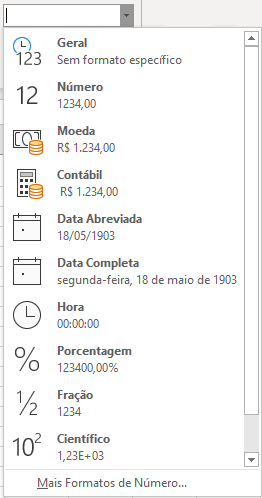 Geral
123 Sem formato específico
Número
12 1234,00
Moeda
R$ 1.234,00
Contábil
R$ 1.234,00
Data Abreviada
18/05/1903
Data Completa
segunda-feira, 18 de maio de 1903
Hora
00:00:00
Porcentagem
% 123400,00%
Fração
½ 1234
Científico
10² 1,23E+03
Mais Formatos de Número...